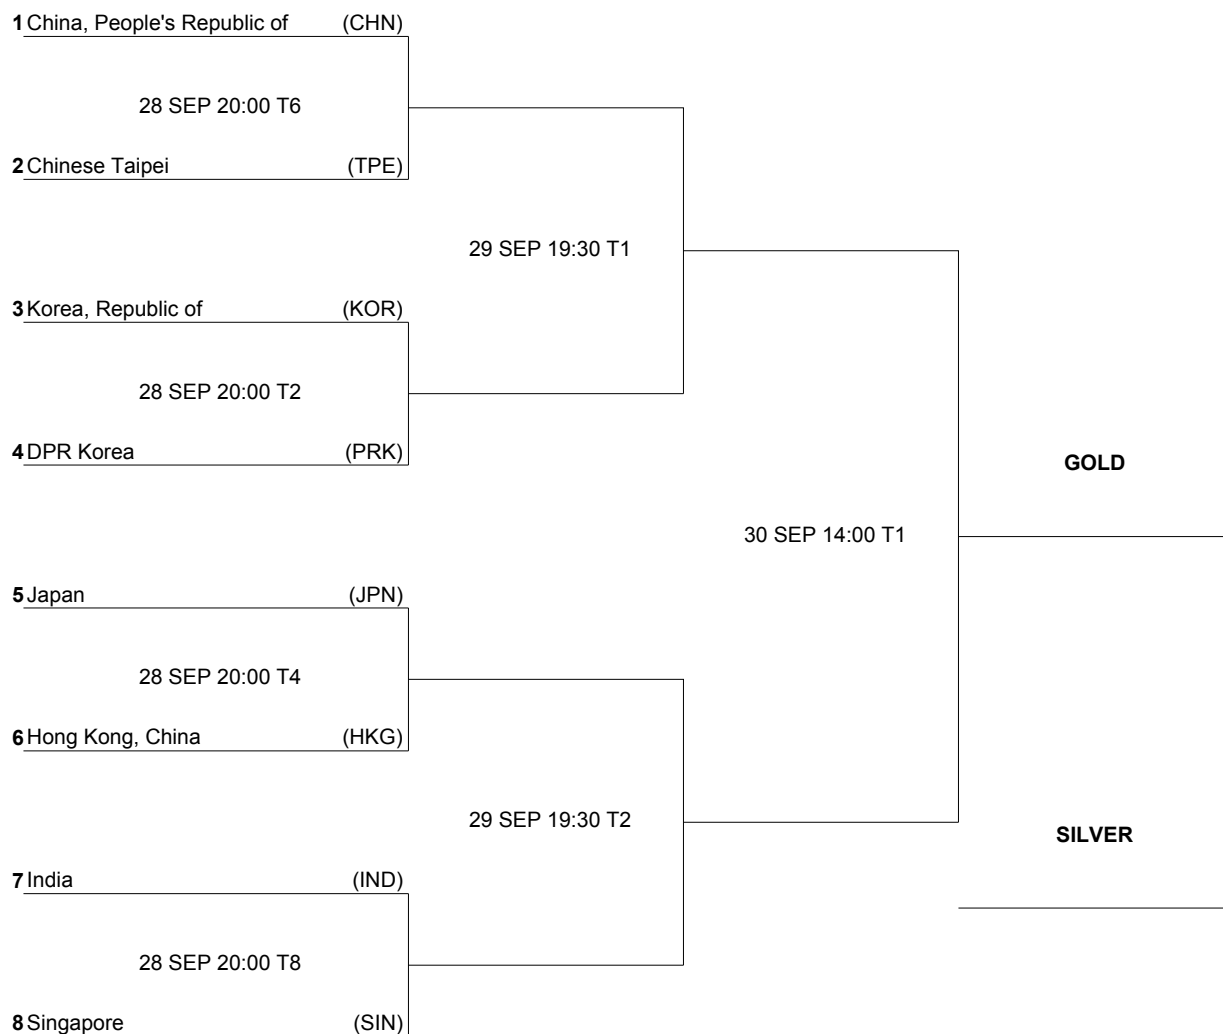 1 China, People's Republic of (CHN)
28 SEP 20:00 T6
2 Chinese Taipei (TPE)
29 SEP 19:30 T1
3 Korea, Republic of (KOR)
28 SEP 20:00 T2
4 DPR Korea (PRK)
GOLD
30 SEP 14:00 T1
5 Japan (JPN)
28 SEP 20:00 T4
6 Hong Kong, China (HKG)
29 SEP 19:30 T2
SILVER
7 India (IND)
28 SEP 20:00 T8
8 Singapore (SIN)